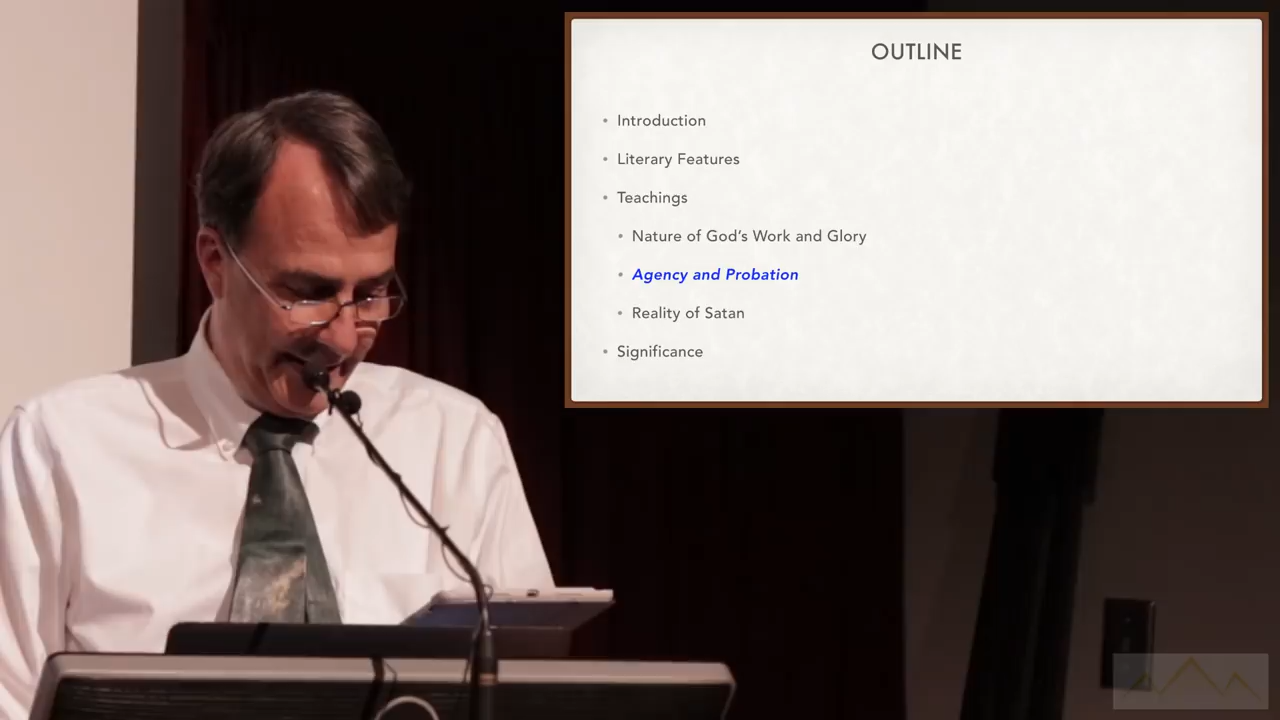 OUTLINE
• Introduction
• Literary Features
• Teachings
• Nature of God's Work and Glory
• Agency and Probation
• Reality of Satan
• Significance